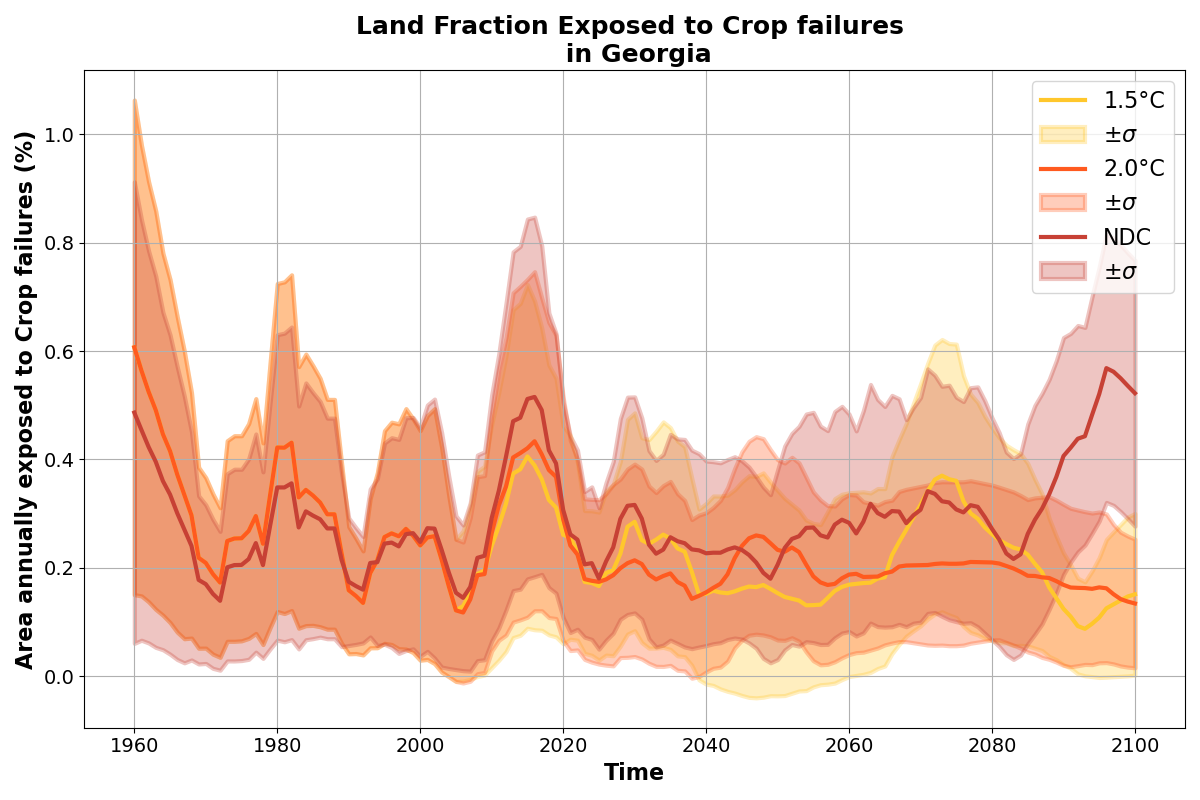 Land Fraction Exposed to Crop failures
in Georgia
Area annually exposed to Crop failures (%)
1.0
0.8
0.6
0.4
0.2
0.0
1.5°C
±σ
2.0°C
±σ
NDC
±σ
1960
1980
2000
2020
2040
2060
2080
2100
Time